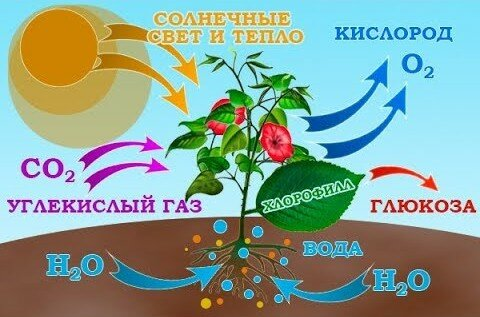 СОЛНЕЧНЫЕ
СВЕТ И ТЕПЛО
КИСЛОРОД
O2
CO2
УГЛЕКИСЛЫЙ ГАЗ
ХЛОРОФИЛЛ
ГЛЮКОЗА
ВОДА
H2O
H2O